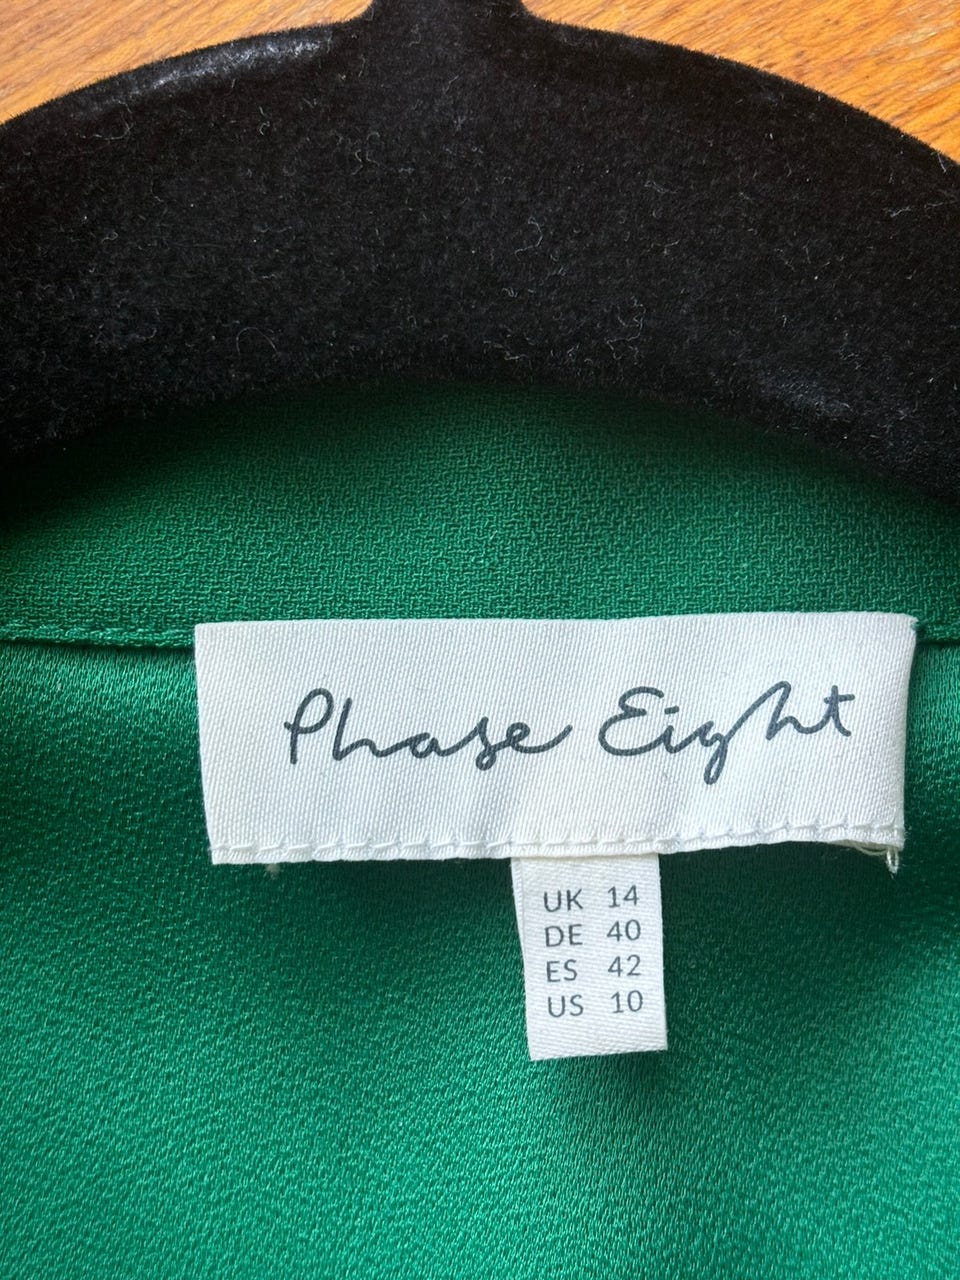 Phase Eight
UK 14
DE 40
ES 42
US 10